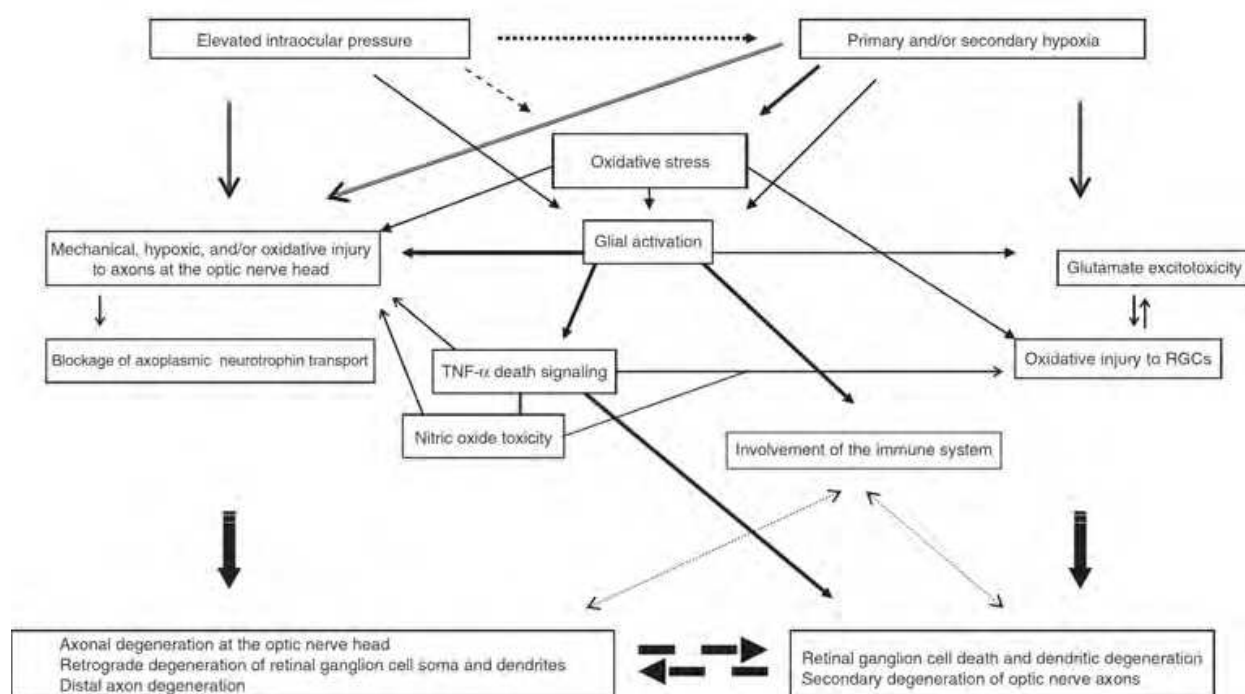 Elevated intraocular pressure
Primary and/or secondary hypoxia
Oxidative stress
Mechanical, hypoxic, and/or oxidative injury
to axons at the optic nerve head
Glial activation
Glutamate excitotoxicity
Blockage of axoplasmic neurotrophin transport
TNF-α death signaling
Oxidative injury to RGCs
Nitric oxide toxicity
Involvement of the immune system
Axonal degeneration at the optic nerve head
Retrograde degeneration of retinal ganglion cell soma and dendrites
Distal axon degeneration
Retinal ganglion cell death and dendritic degeneration
Secondary degeneration of optic nerve axons